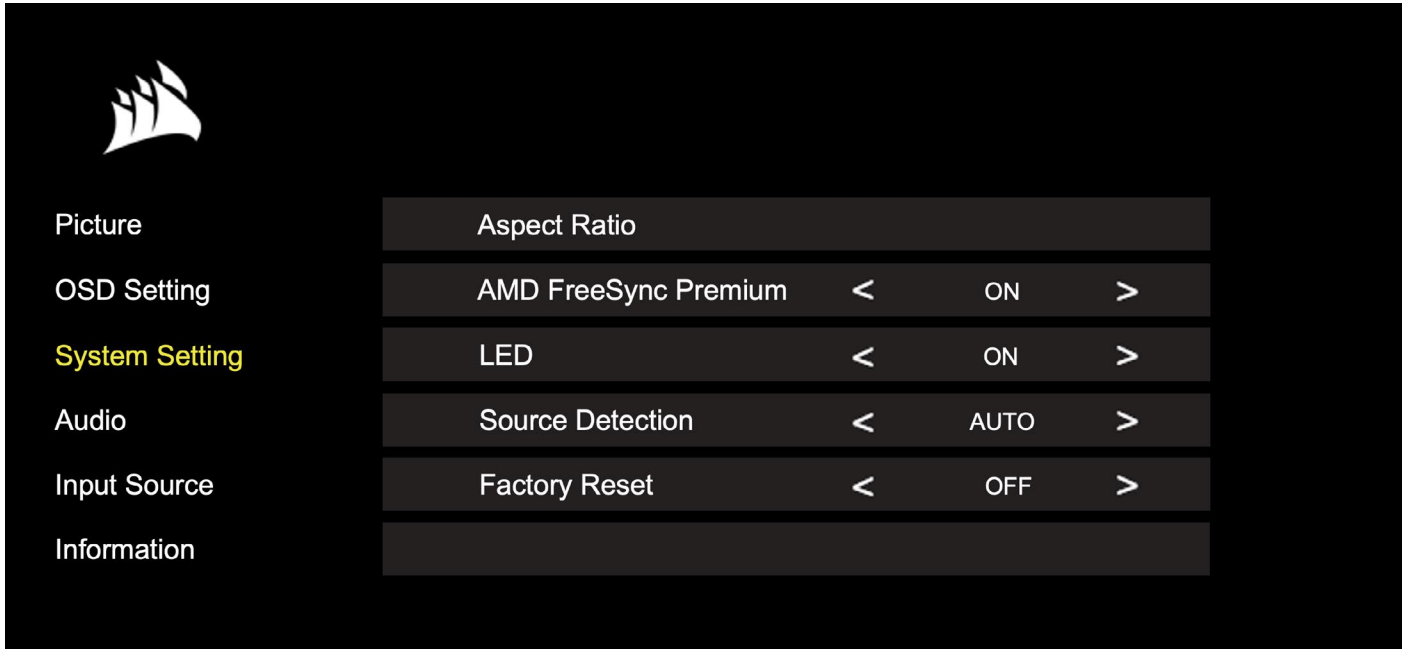 Picture
Aspect Ratio
OSD Setting
AMD FreeSync Premium < ON >
System Setting
LED < ON >
Audio
Source Detection < AUTO >
Input Source
Factory Reset < OFF >
Information